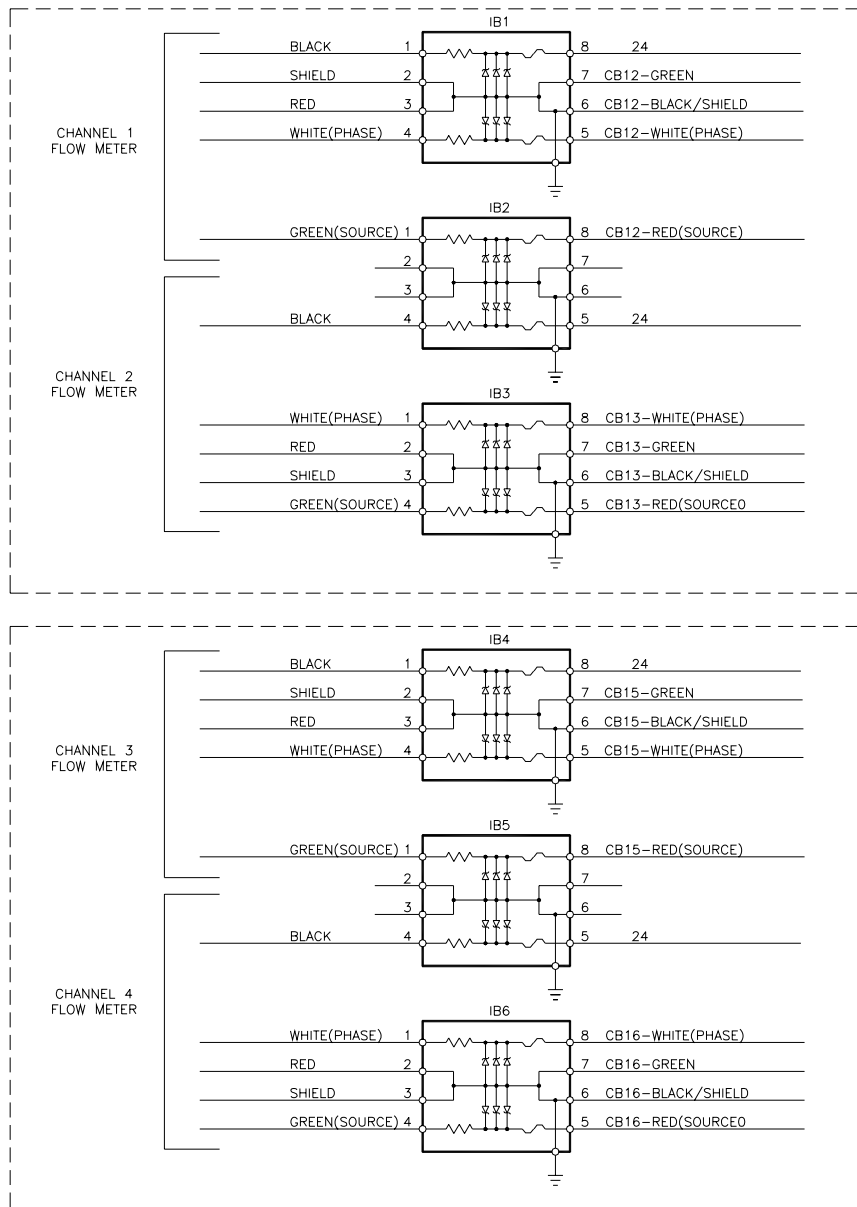 IB1
BLACK 1 8 24
SHIELD 2 7 CB12-GREEN
RED 3 6 CB12-BLACK/SHIELD
WHITE(PHASE) 4 5 CB12-WHITE(PHASE)
CHANNEL 1
FLOW METER
IB2
GREEN(SOURCE) 1 8 CB12-RED(SOURCE)
2 7
3 6
BLACK 4 5 24
CHANNEL 2
FLOW METER
IB3
WHITE(PHASE) 1 8 CB13-WHITE(PHASE)
RED 2 7 CB13-GREEN
SHIELD 3 6 CB13-BLACK/SHIELD
GREEN(SOURCE) 4 5 CB13-RED(SOURCE0
IB4
BLACK 1 8 24
SHIELD 2 7 CB15-GREEN
RED 3 6 CB15-BLACK/SHIELD
WHITE(PHASE) 4 5 CB15-WHITE(PHASE)
CHANNEL 3
FLOW METER
IB5
GREEN(SOURCE) 1 8 CB15-RED(SOURCE)
2 7
3 6
BLACK 4 5 24
CHANNEL 4
FLOW METER
IB6
WHITE(PHASE) 1 8 CB16-WHITE(PHASE)
RED 2 7 CB16-GREEN
SHIELD 3 6 CB16-BLACK/SHIELD
GREEN(SOURCE) 4 5 CB16-RED(SOURCE0